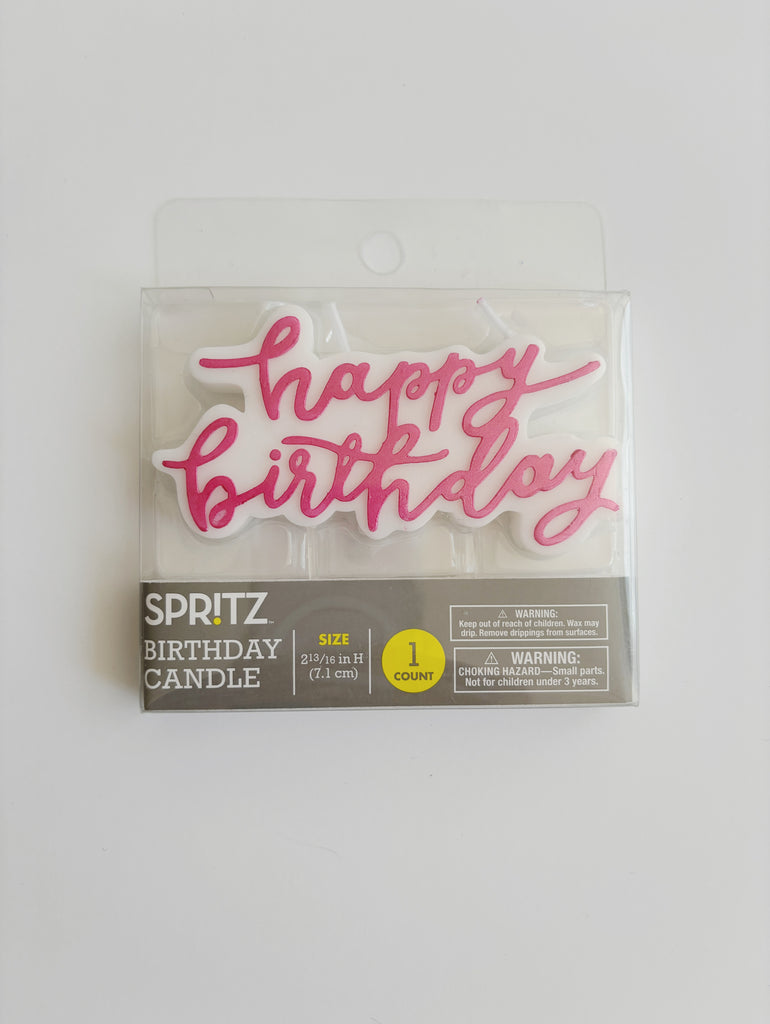 happy
birthday
SPR!TZ™
BIRTHDAY
CANDLE
SIZE
2 13/16 in H
(7.1 cm)
1
COUNT
⚠ WARNING:
Keep out of reach of children. Wax may
drip. Remove drippings from surfaces.
⚠ WARNING:
CHOKING HAZARD—Small parts.
Not for children under 3 years.